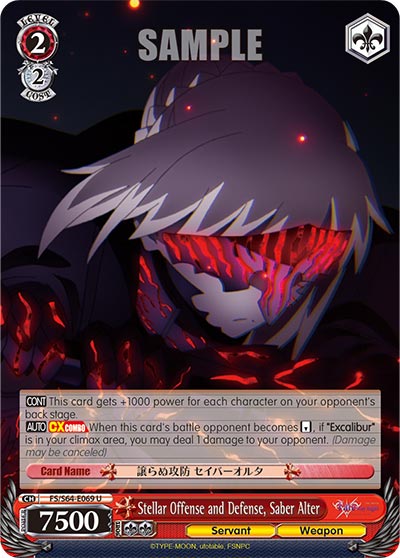 LEVEL
2
SAMPLE
2
COST
CONT This card gets +1000 power for each character on your opponent's
back stage.
AUTO CX COMBO When this card's battle opponent becomes , if "Excalibur"
is in your climax area, you may deal 1 damage to your opponent. (Damage
may be canceled)
Card Name 譲らぬ攻防 セイバーオルタ
CH FS/S64-E069 U
Stellar Offense and Defense, Saber Alter
7500
SOUL
Servant Weapon
©TYPE-MOON, ufotable, FSNPC